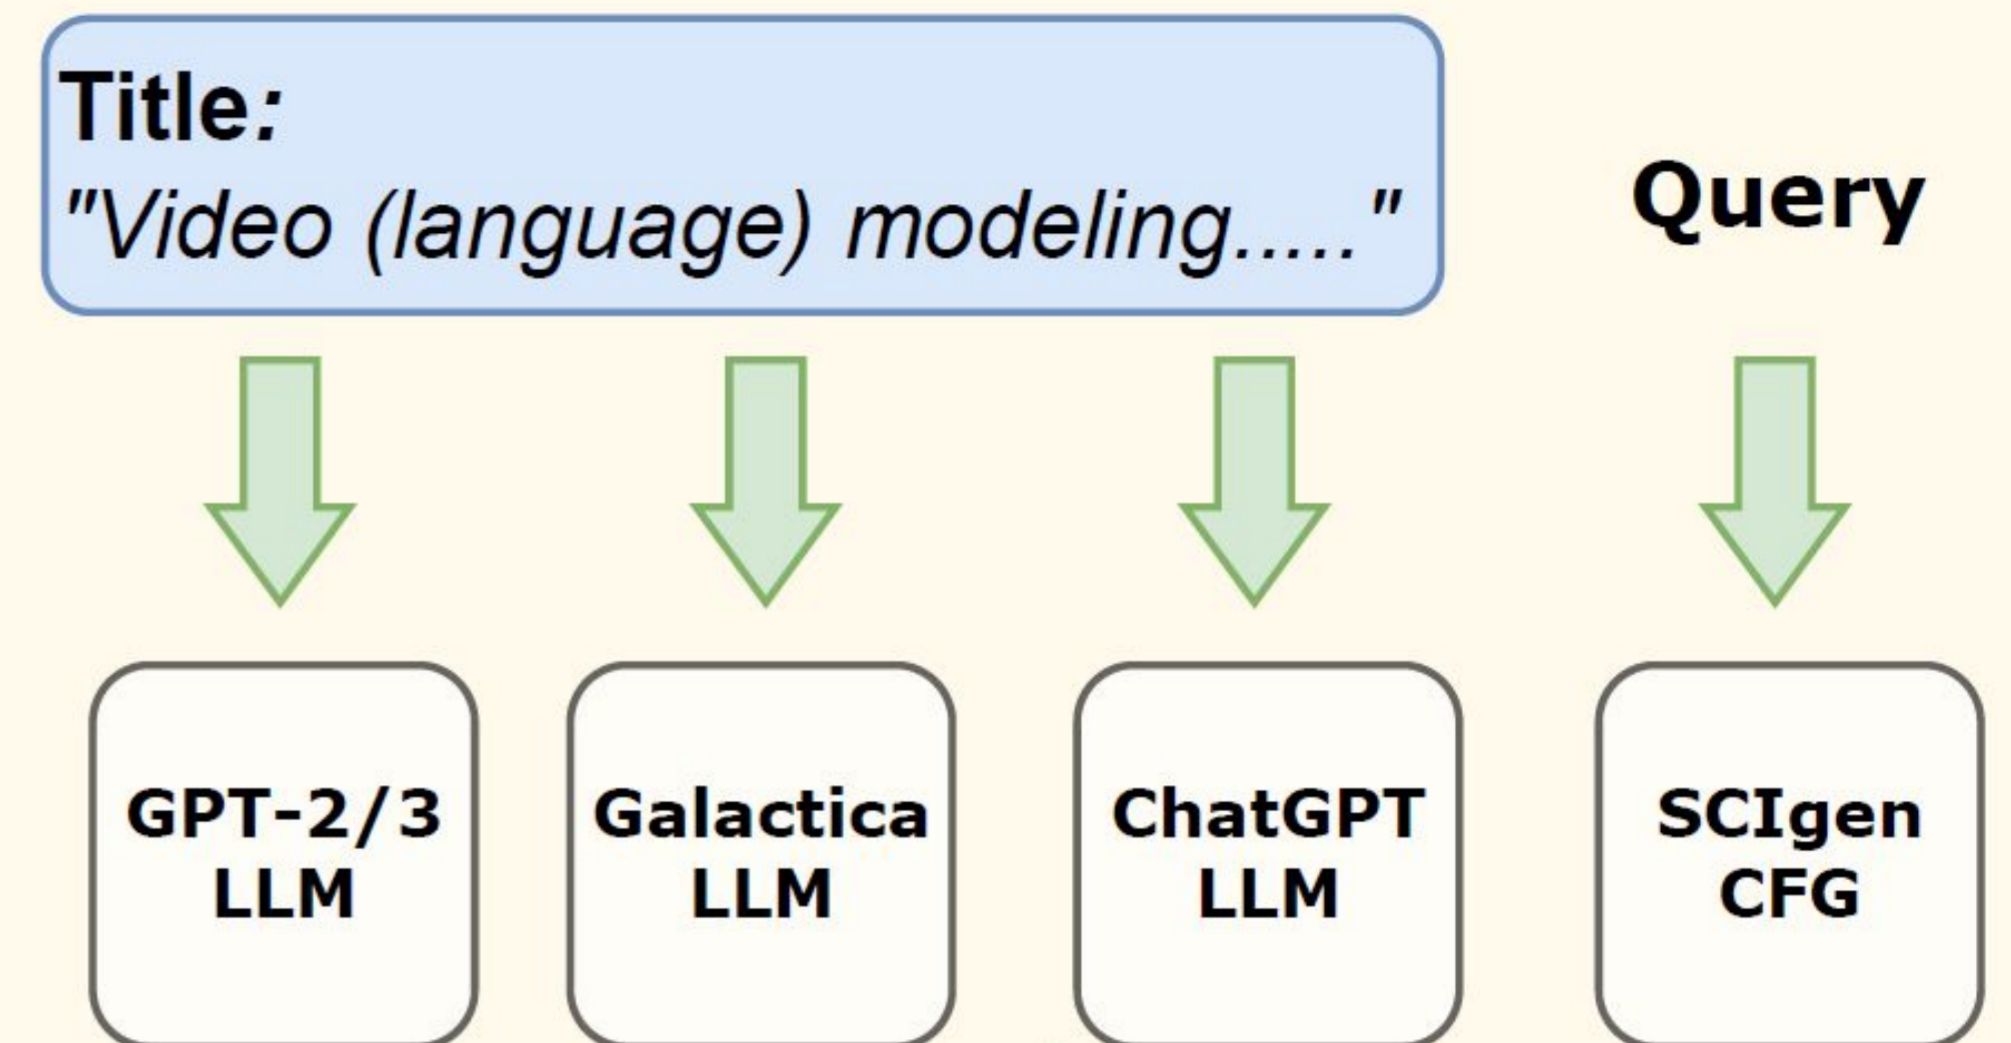 Title:
"Video (language) modeling....."
Query
GPT-2/3
LLM
Galactica
LLM
ChatGPT
LLM
SCIgen
CFG